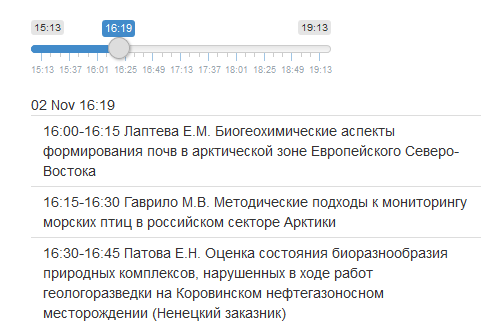 15:13 16:19 19:13
15:13 15:37 16:01 16:25 16:49 17:13 17:37 18:01 18:25 18:49 19:13
02 Nov 16:19
16:00-16:15 Лаптева Е.М. Биогеохимические аспекты
формирования почв в арктической зоне Европейского Северо-
Востока
16:15-16:30 Гаврило М.В. Методические подходы к мониторингу
морских птиц в российском секторе Арктики
16:30-16:45 Патова Е.Н. Оценка состояния биоразнообразия
природных комплексов, нарушенных в ходе работ
геологоразведки на Коровинском нефтегазоносном
месторождении (Ненецкий заказник)